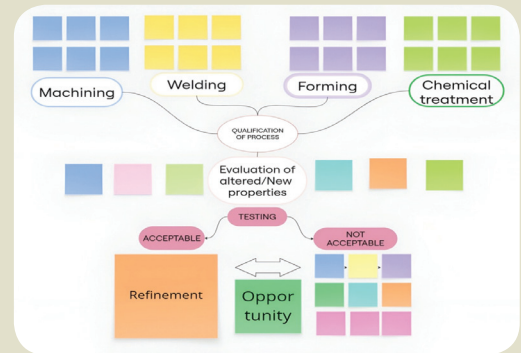 Machining
Welding
Forming
Chemical
treatment
QUALIFICATION
OF PROCESS
Evaluation of
altered/New
properties
TESTING
ACCEPTABLE
NOT
ACCEPTABLE
Refinement
Oppor
tunity